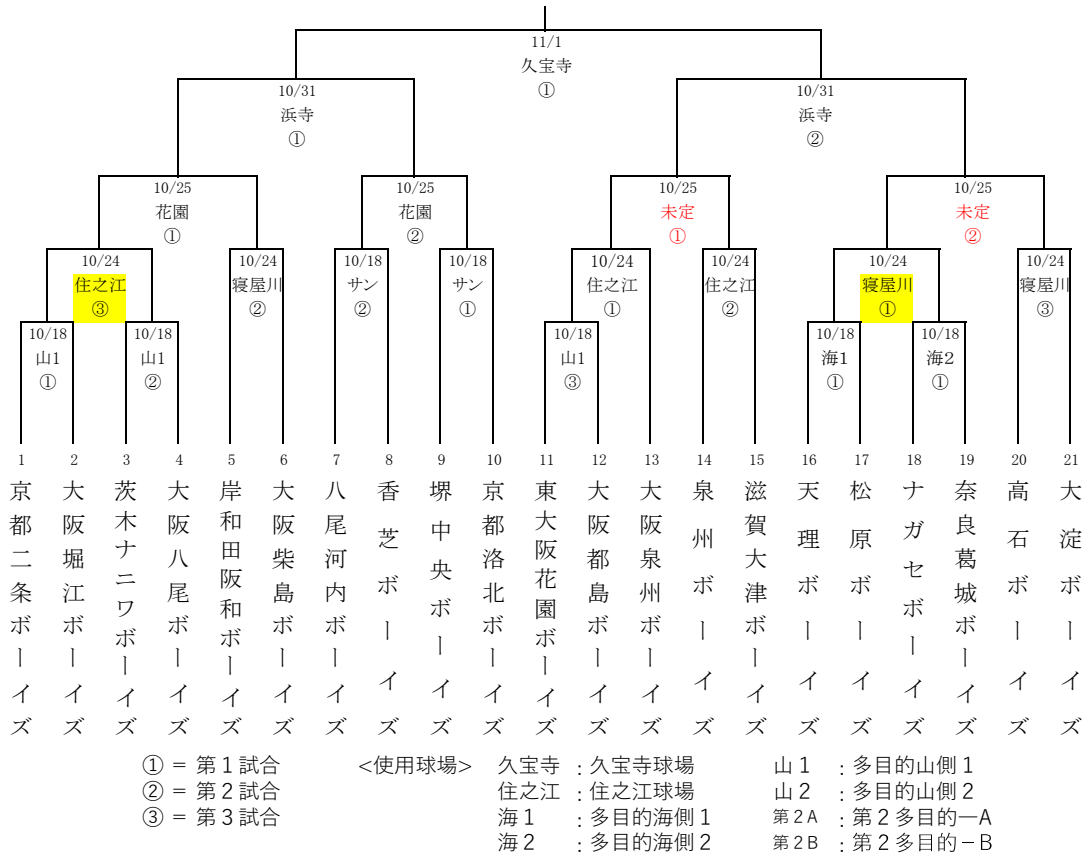 11/1
久宝寺
①
10/31 10/31
浜寺 浜寺
① ②
10/25 10/25 10/25 10/25
花園 花園 未定 未定
① ② ① ②
10/24 10/24 10/18 10/18 10/24 10/24 10/24 10/24
住之江 寝屋川 サン サン 住之江 住之江 寝屋川 寝屋川
③ ② ② ① ① ② ① ③
10/18 10/18 10/18 10/18 10/18
山1 山1 山1 海1 海2
① ② ③ ① ①
1 2 3 4 5 6 7 8 9 10 11 12 13 14 15 16 17 18 19 20 21
京都二条ボーイズ
大阪堀江ボーイズ
茨木ナニワボーイズ
大阪八尾ボーイズ
岸和田阪和ボーイズ
大阪柴島ボーイズ
八尾河内ボーイズ
香芝ボーイズ
堺中央ボーイズ
京都洛北ボーイズ
東大阪花園ボーイズ
大阪都島ボーイズ
大阪泉州ボーイズ
泉州ボーイズ
滋賀大津ボーイズ
天理ボーイズ
松原ボーイズ
ナガセボーイズ
奈良葛城ボーイズ
高石ボーイズ
大淀ボーイズ
① = 第1試合 <使用球場> 久宝寺 : 久宝寺球場 山1 : 多目的山側1
② = 第2試合 住之江 : 住之江球場 山2 : 多目的山側2
③ = 第3試合 海1 : 多目的海側1 第2A : 第2多目的—A
海2 : 多目的海側2 第2B : 第2多目的−B